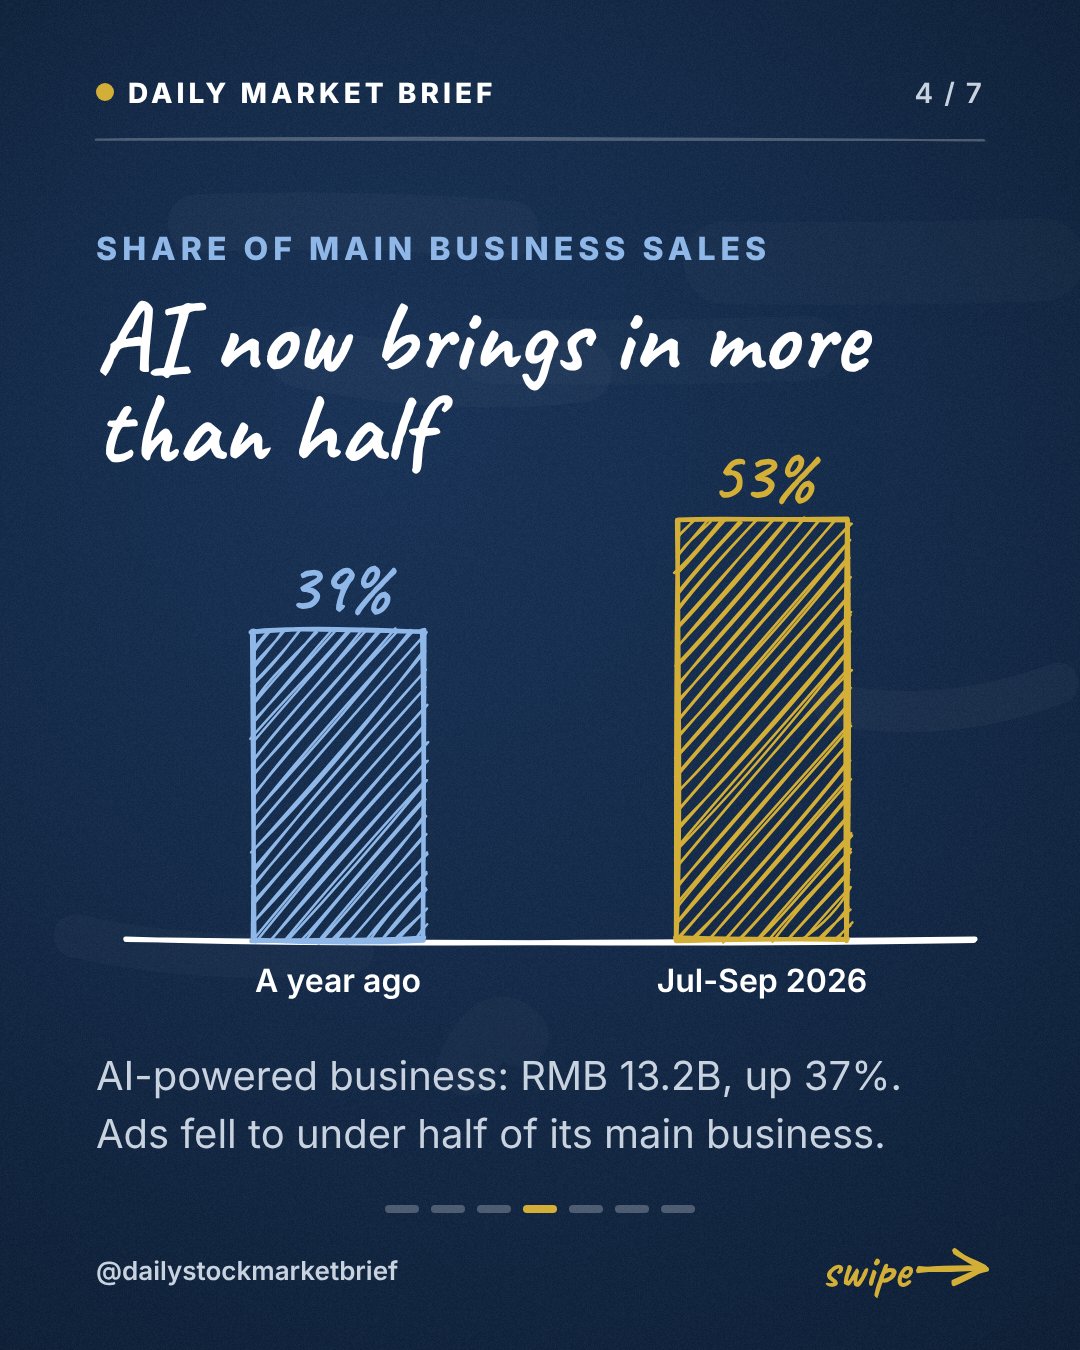 DAILY MARKET BRIEF
4 / 7
SHARE OF MAIN BUSINESS SALES
AI now brings in more
than half
53%
39%
A year ago
Jul-Sep 2026
AI-powered business: RMB 13.2B, up 37%.
Ads fell to under half of its main business.
@dailystockmarketbrief
swipe